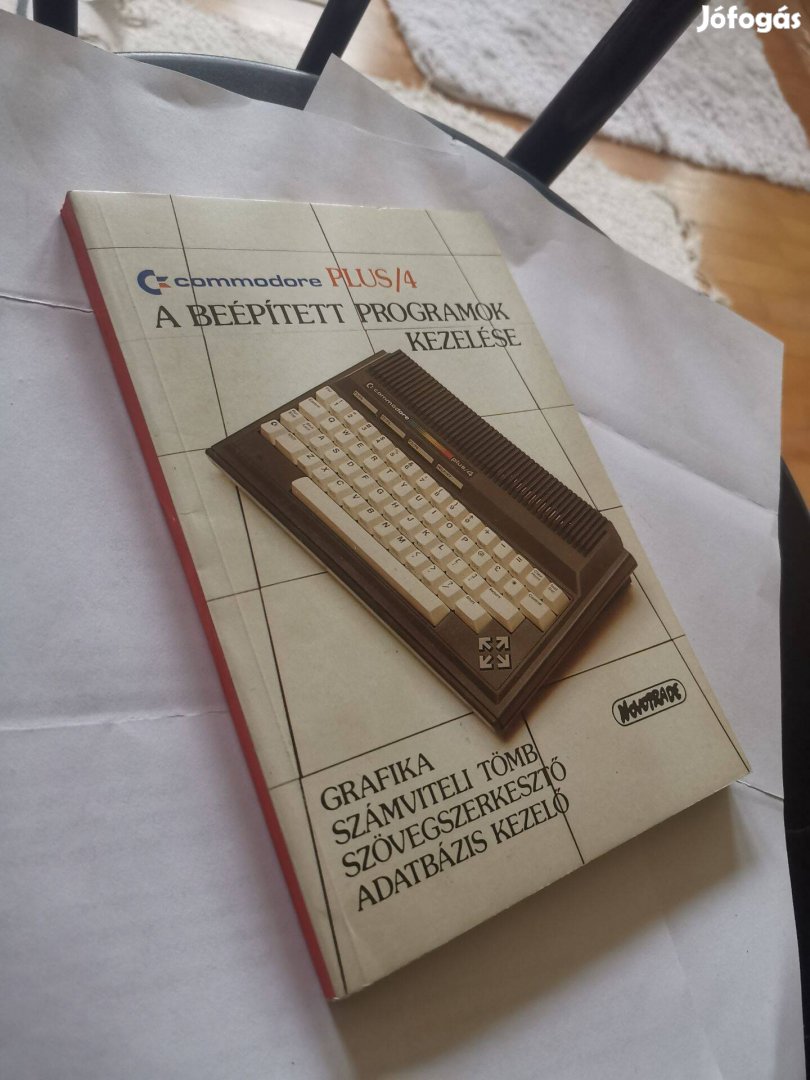 Jófogás
commodore PLUS/4
A BEÉPÍTETT PROGRAMOK
KEZELÉSE
commodore
plus/4
NOVOTRADE
GRAFIKA
SZÁMVITELI TÖMB
SZÖVEGSZERKESZTŐ
ADATBÁZIS KEZELŐ